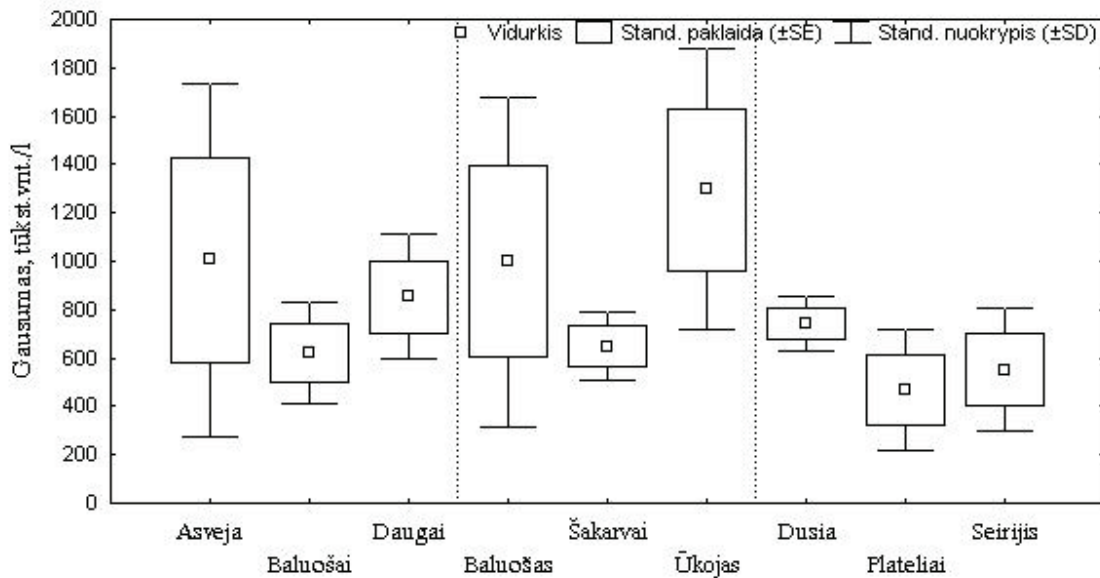 2000
1800
1600
1400
1200
1000
800
600
400
200
0
Gausumas, tūkst.vnt./l
Vidurkis Stand. paklaida (±SE) Stand. nuokrypis (±SD)
Asveja Daugai Šakarvai Dusia Seirijis
Baluošai Baluošas Ūkojas Plateliai